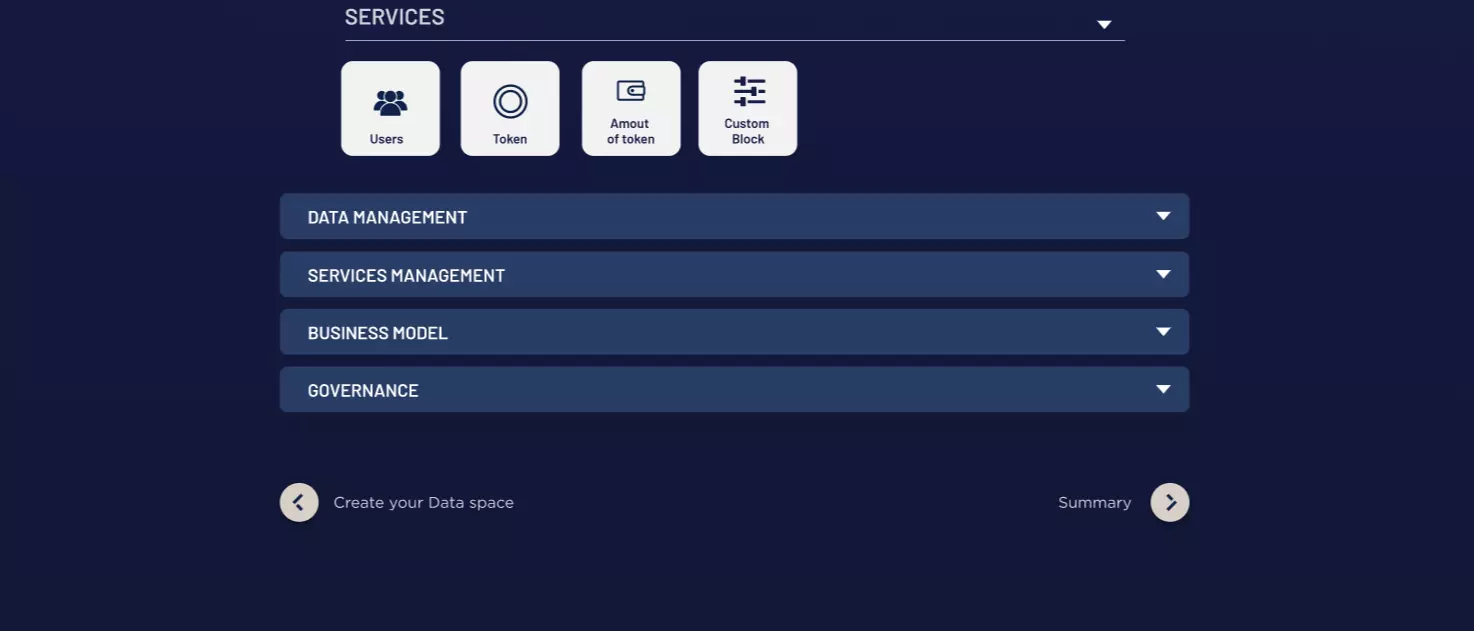 SERVICES
Users
Token
Amout
of token
Custom
Block
DATA MANAGEMENT
SERVICES MANAGEMENT
BUSINESS MODEL
GOVERNANCE
Create your Data space
Summary